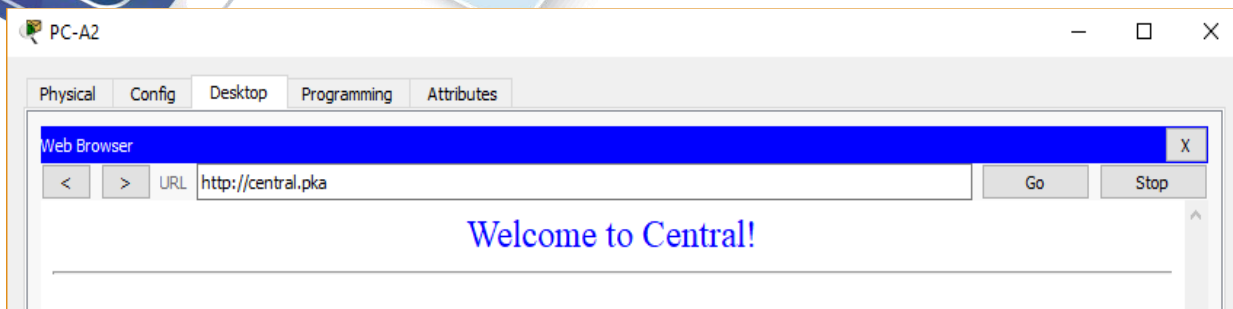 PC-A2
Physical Config Desktop Programming Attributes
Web Browser X
< > URL http://central.pka Go Stop
Welcome to Central!